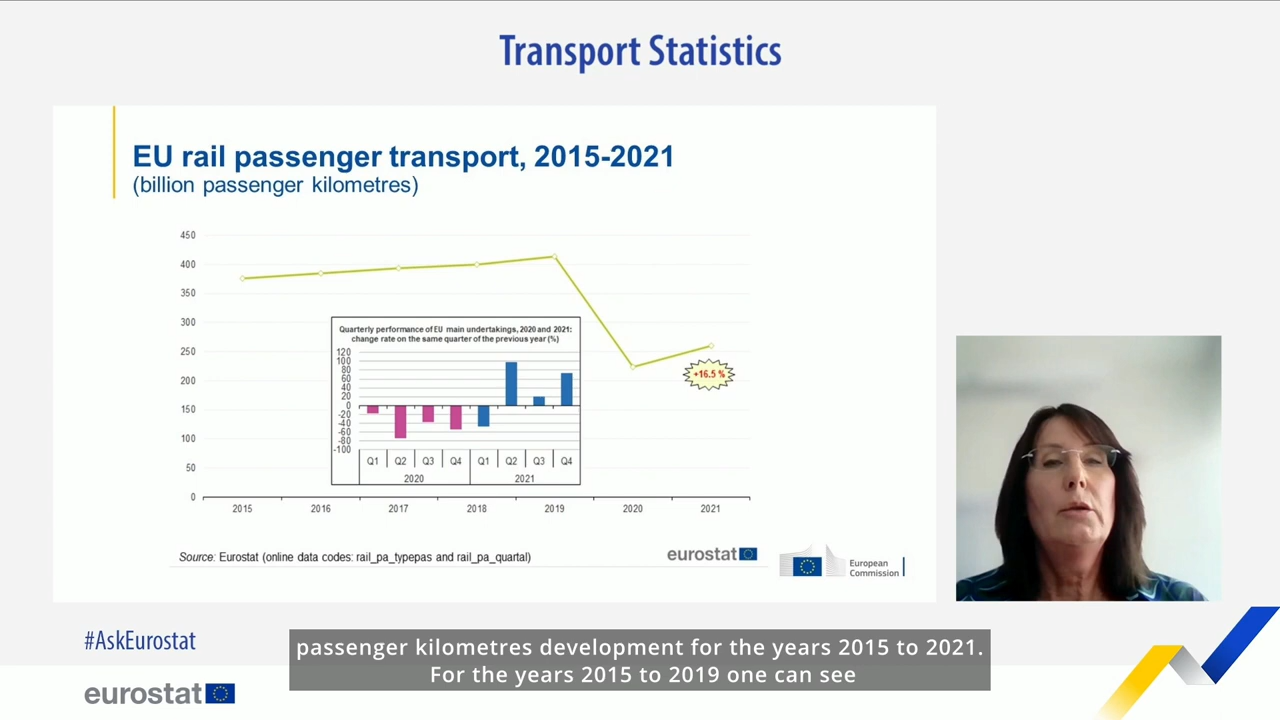 Transport Statistics
EU rail passenger transport, 2015-2021
(billion passenger kilometres)
450
400
350
300
250
200
150
100
50
0
2015 2016 2017 2018 2019 2020 2021
+16.5 %
Quarterly performance of EU main undertakings, 2020 and 2021:
change rate on the same quarter of the previous year (%)
120
100
80
60
40
20
0
-20
-40
-60
-80
-100
Q1 Q2 Q3 Q4 Q1 Q2 Q3 Q4
2020 2021
Source: Eurostat (online data codes: rail_pa_typepas and rail_pa_quartal)
eurostat
European
Commission
#AskEurostat
passenger kilometres development for the years 2015 to 2021.
For the years 2015 to 2019 one can see
eurostat